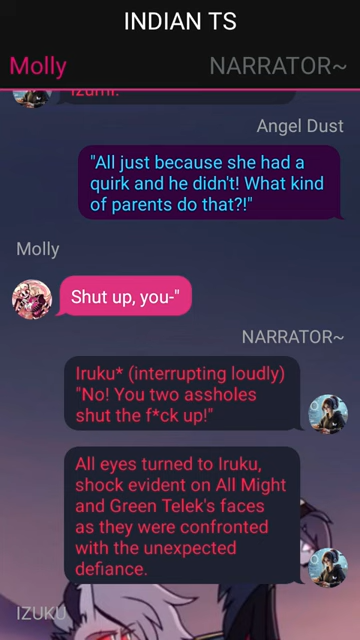 INDIAN TS
Molly NARRATOR~
Izumi.
Angel Dust
"All just because she had a
quirk and he didn't! What kind
of parents do that?!"
Molly
Shut up, you-"
NARRATOR~
Iruku* (interrupting loudly)
"No! You two assholes
shut the f*ck up!"
All eyes turned to Iruku,
shock evident on All Might
and Green Telek's faces
as they were confronted
with the unexpected
defiance.
IZUKU